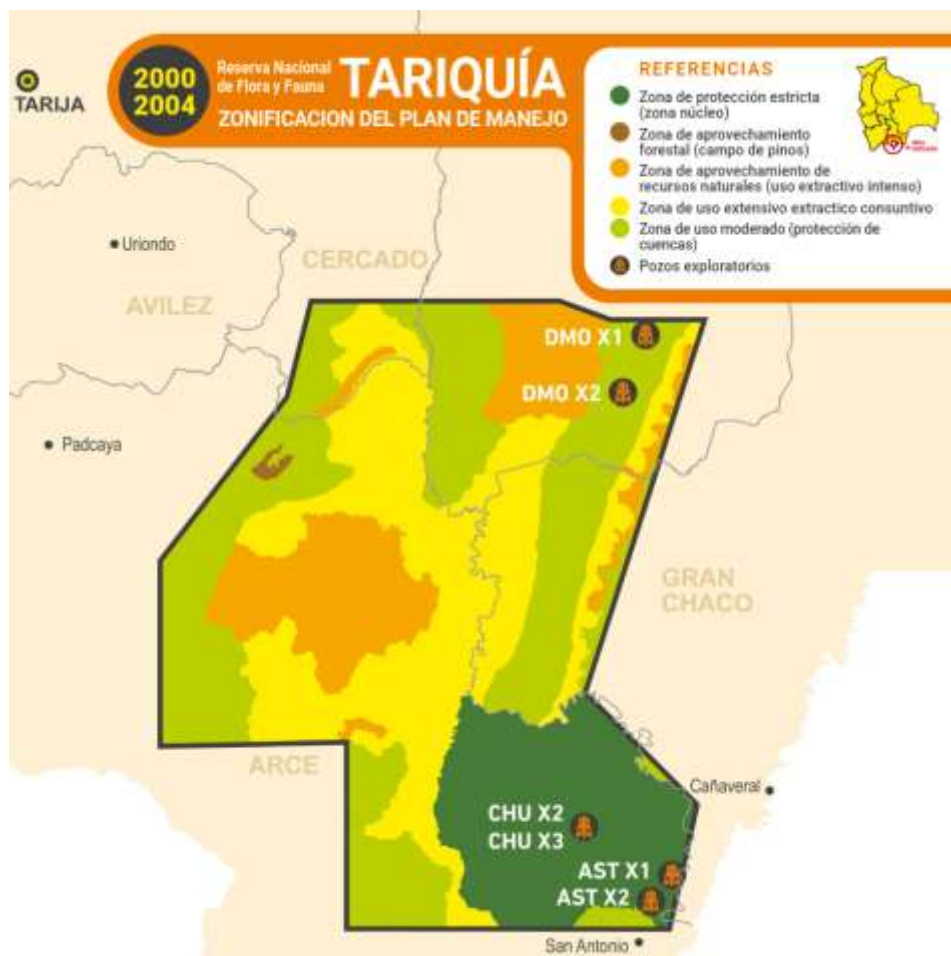 TARIJA
2000
2004
Reserva Nacional
de Flora y Fauna
TARIQUÍA
ZONIFICACION DEL PLAN DE MANEJO
REFERENCIAS
Zona de protección estricta
(zona núcleo)
Zona de aprovechamiento
forestal (campo de pinos)
Zona de aprovechamiento de
recursos naturales (uso extractivo intenso)
Zona de uso extensivo extractico consuntivo
Zona de uso moderado (protección de
cuencas)
Pozos exploratorios
Uriondo
CERCADO
AVILEZ
DMO X1
DMO X2
Padcaya
GRAN
CHACO
ARCE
Cañaveral
CHU X2
CHU X3
AST X1
AST X2
San Antonio